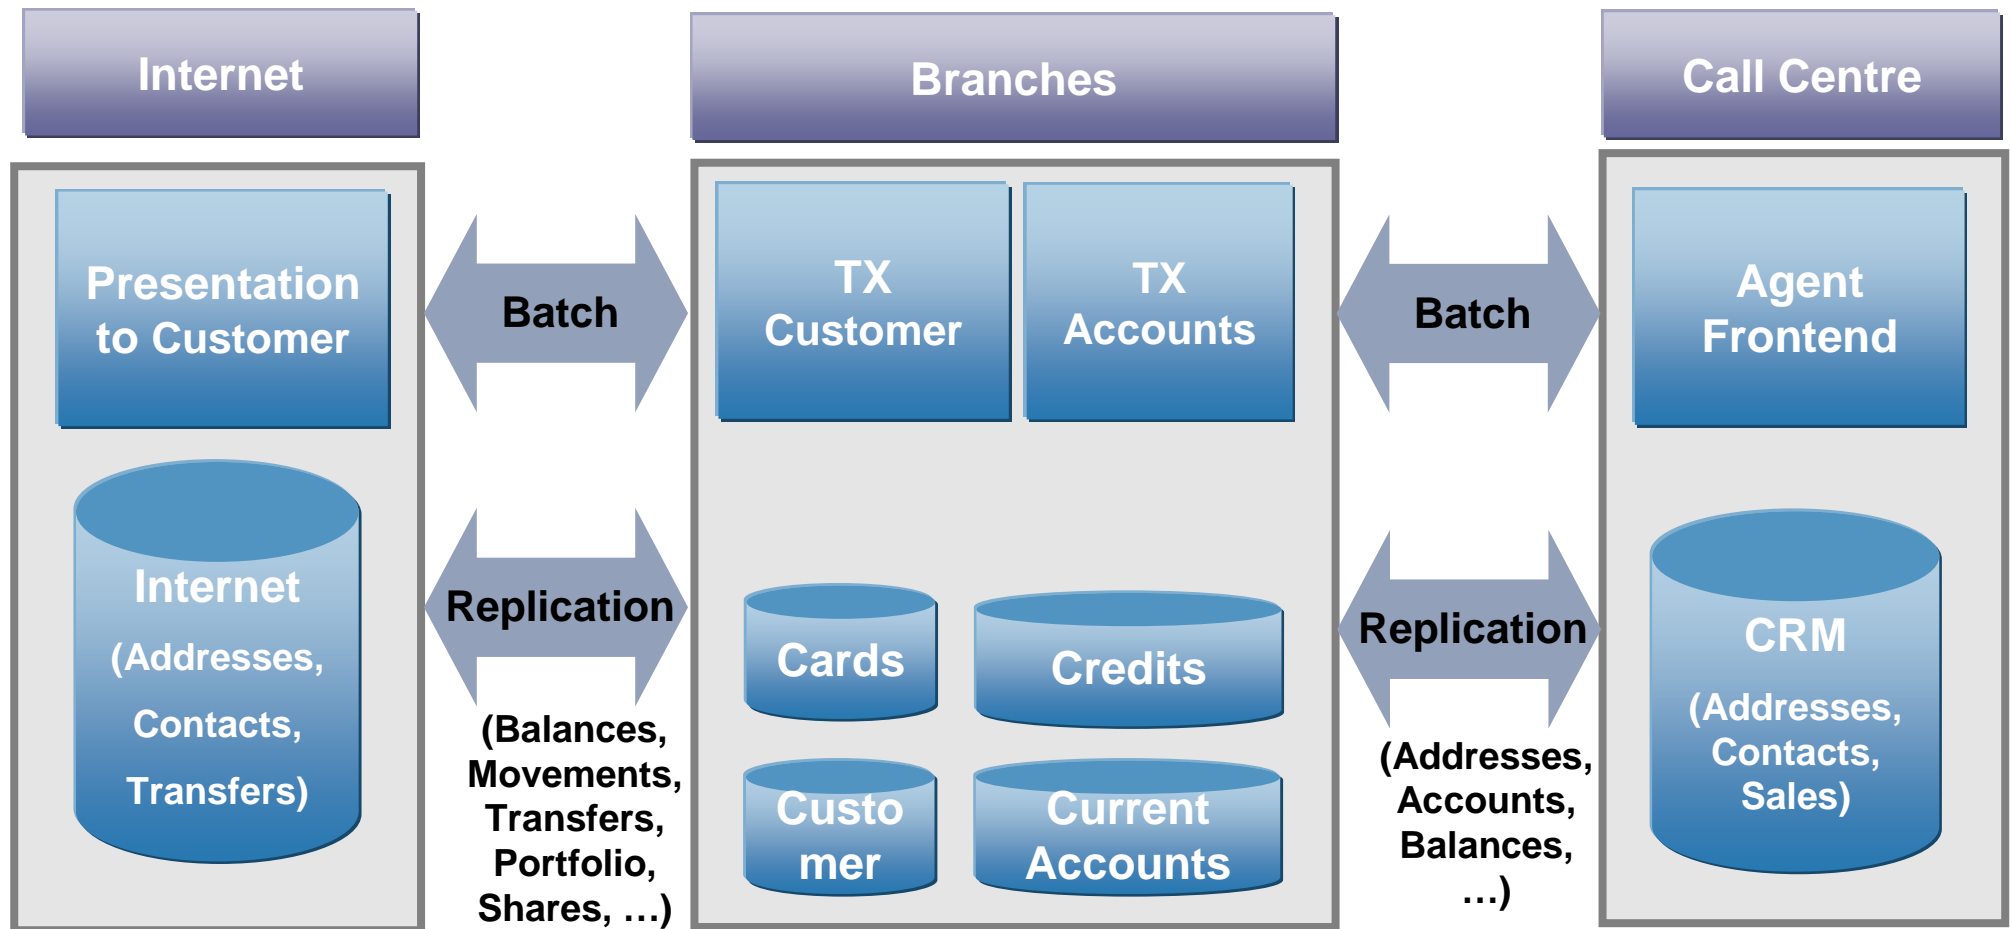 Internet
Branches
Call Centre
Presentation
to Customer
Batch
TX
Customer
TX
Accounts
Batch
Agent
Frontend
Internet
(Addresses,
Contacts,
Transfers)
Replication
(Balances,
Movements,
Transfers,
Portfolio,
Shares, …)
Cards
Credits
Custo
mer
Current
Accounts
Replication
(Addresses,
Accounts,
Balances,
…)
CRM
(Addresses,
Contacts,
Sales)